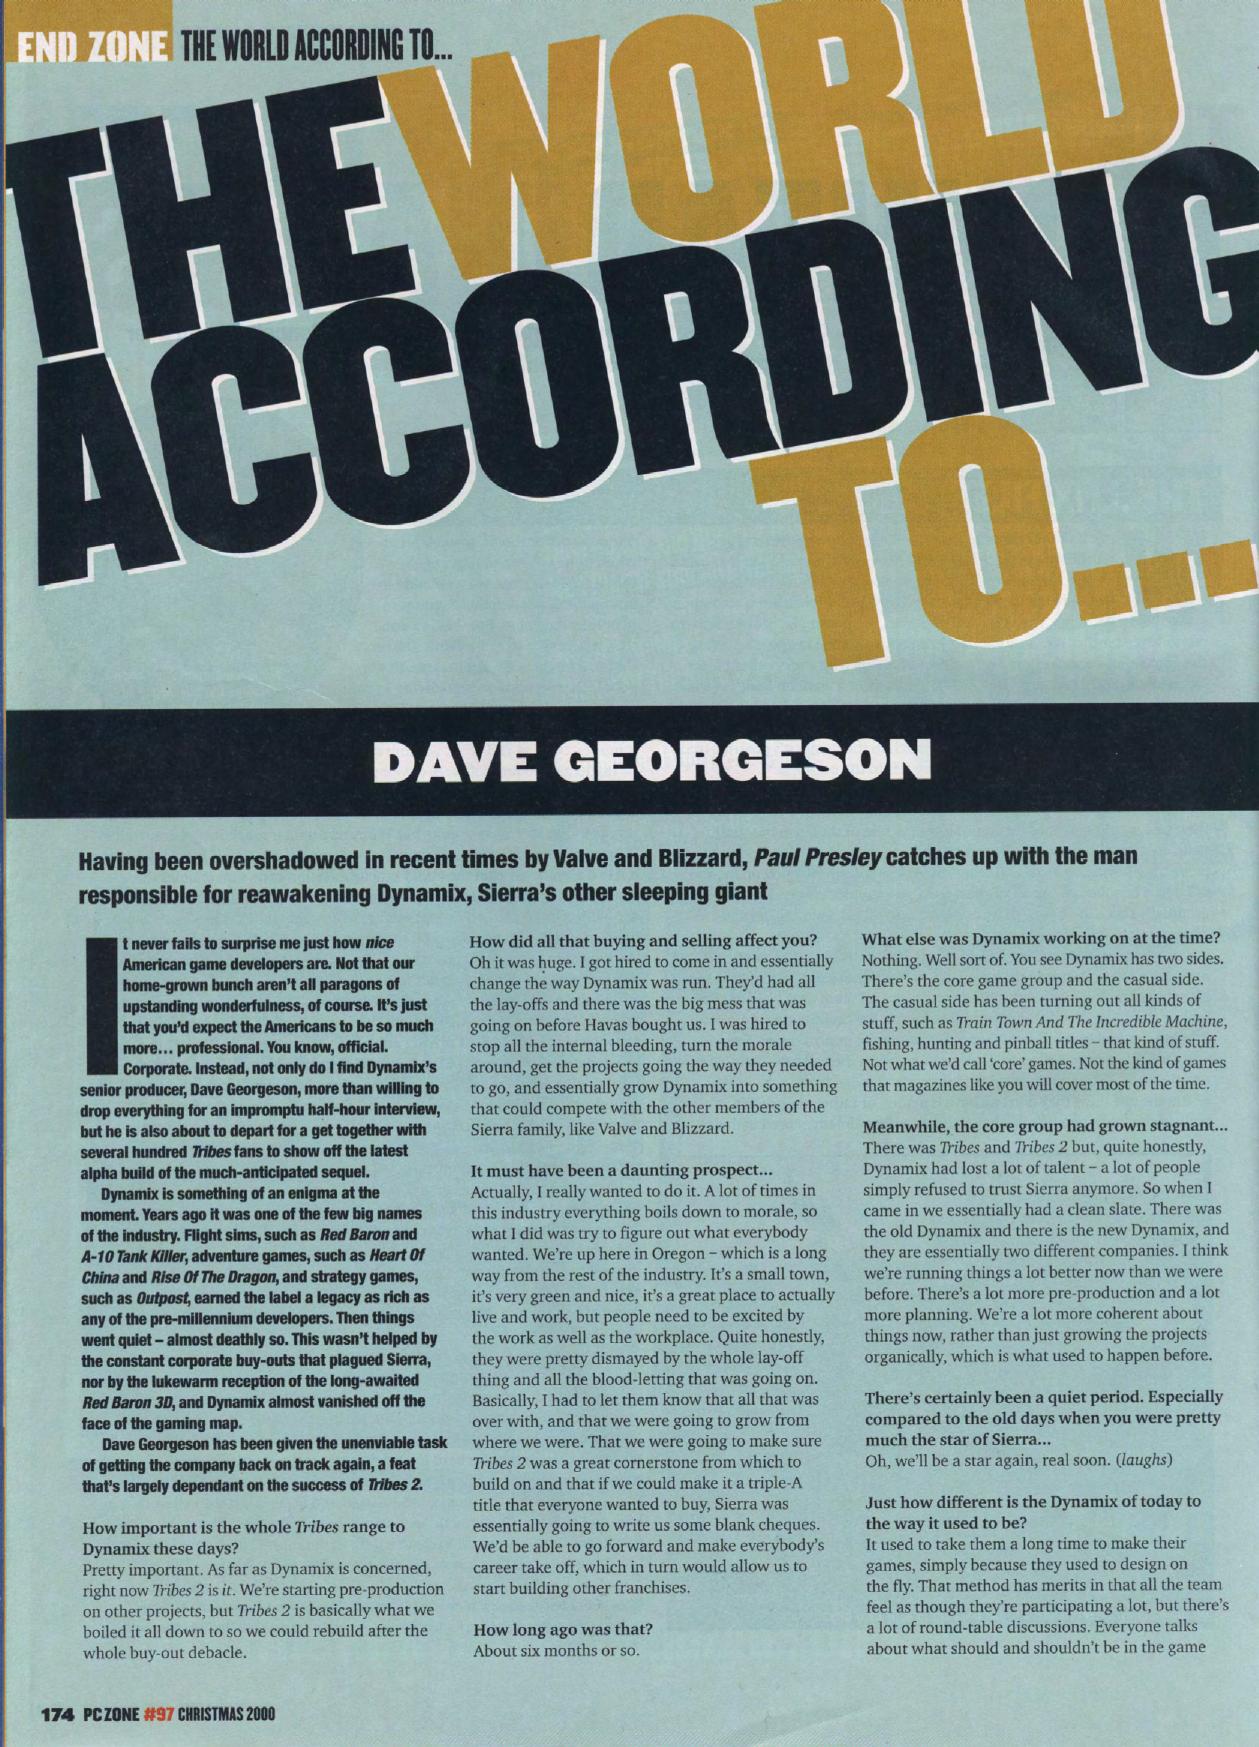 END ZONE THE WORLD ACCORDING TO...
THE WORLD
ACCORDING
TO...
DAVE GEORGESON
Having been overshadowed in recent times by Valve and Blizzard, Paul Presley catches up with the man
responsible for reawakening Dynamix, Sierra's other sleeping giant
It never fails to surprise me just how nice
American game developers are. Not that our
home-grown bunch aren't all paragons of
upstanding wonderfulness, of course. It's just
that you'd expect the Americans to be so much
more... professional. You know, official.
Corporate. Instead, not only do I find Dynamix's
senior producer, Dave Georgeson, more than willing to
drop everything for an impromptu half-hour interview,
but he is also about to depart for a get together with
several hundred Tribes fans to show off the latest
alpha build of the much-anticipated sequel.
Dynamix is something of an enigma at the
moment. Years ago it was one of the few big names
of the industry. Flight sims, such as Red Baron and
A-10 Tank Killer, adventure games, such as Heart Of
China and Rise Of The Dragon, and strategy games,
such as Outpost, earned the label a legacy as rich as
any of the pre-millennium developers. Then things
went quiet – almost deathly so. This wasn't helped by
the constant corporate buy-outs that plagued Sierra,
nor by the lukewarm reception of the long-awaited
Red Baron 3D, and Dynamix almost vanished off the
face of the gaming map.
Dave Georgeson has been given the unenviable task
of getting the company back on track again, a feat
that's largely dependant on the success of Tribes 2.
How important is the whole Tribes range to
Dynamix these days?
Pretty important. As far as Dynamix is concerned,
right now Tribes 2 is it. We're starting pre-production
on other projects, but Tribes 2 is basically what we
boiled it all down to so we could rebuild after the
whole buy-out debacle.
How did all that buying and selling affect you?
Oh it was huge. I got hired to come in and essentially
change the way Dynamix was run. They'd had all
the lay-offs and there was the big mess that was
going on before Havas bought us. I was hired to
stop all the internal bleeding, turn the morale
around, get the projects going the way they needed
to go, and essentially grow Dynamix into something
that could compete with the other members of the
Sierra family, like Valve and Blizzard.
It must have been a daunting prospect...
Actually, I really wanted to do it. A lot of times in
this industry everything boils down to morale, so
what I did was try to figure out what everybody
wanted. We're up here in Oregon – which is a long
way from the rest of the industry. It's a small town,
it's very green and nice, it's a great place to actually
live and work, but people need to be excited by
the work as well as the workplace. Quite honestly,
they were pretty dismayed by the whole lay-off
thing and all the blood-letting that was going on.
Basically, I had to let them know that all that was
over with, and that we were going to grow from
where we were. That we were going to make sure
Tribes 2 was a great cornerstone from which to
build on and that if we could make it a triple-A
title that everyone wanted to buy, Sierra was
essentially going to write us some blank cheques.
We'd be able to go forward and make everybody's
career take off, which in turn would allow us to
start building other franchises.
How long ago was that?
About six months or so.
What else was Dynamix working on at the time?
Nothing. Well sort of. You see Dynamix has two sides.
There's the core game group and the casual side.
The casual side has been turning out all kinds of
stuff, such as Train Town And The Incredible Machine,
fishing, hunting and pinball titles – that kind of stuff.
Not what we'd call 'core' games. Not the kind of games
that magazines like you will cover most of the time.
Meanwhile, the core group had grown stagnant...
There was Tribes and Tribes 2 but, quite honestly,
Dynamix had lost a lot of talent – a lot of people
simply refused to trust Sierra anymore. So when I
came in we essentially had a clean slate. There was
the old Dynamix and there is the new Dynamix, and
they are essentially two different companies. I think
we're running things a lot better now than we were
before. There's a lot more pre-production and a lot
more planning. We're a lot more coherent about
things now, rather than just growing the projects
organically, which is what used to happen before.
There's certainly been a quiet period. Especially
compared to the old days when you were pretty
much the star of Sierra...
Oh, we'll be a star again, real soon. (laughs)
Just how different is the Dynamix of today to
the way it used to be?
It used to take them a long time to make their
games, simply because they used to design on
the fly. That method has merits in that all the team
feel as though they're participating a lot, but there's
a lot of round-table discussions. Everyone talks
about what should and shouldn't be in the game
174 PC ZONE #97 CHRISTMAS 2000